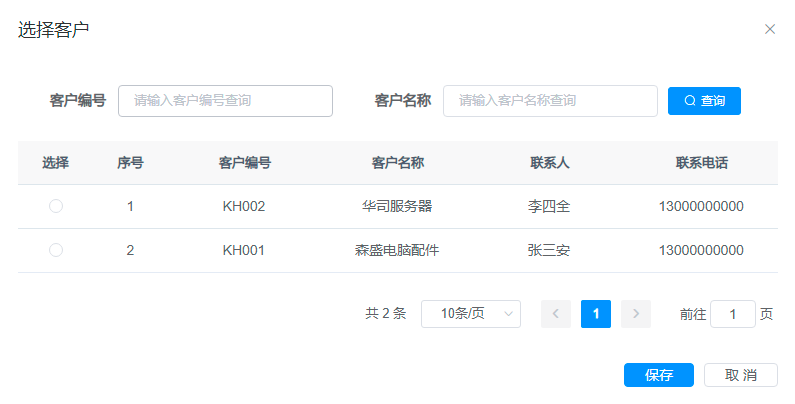 选择客户
客户编号 请输入客户编号查询 客户名称 请输入客户名称查询 查询
选择 序号 客户编号 客户名称 联系人 联系电话
1 KH002 华司服务器 李四全 13000000000
2 KH001 森盛电脑配件 张三安 13000000000
共 2 条 10条/页 1 前往 1 页
保存 取 消